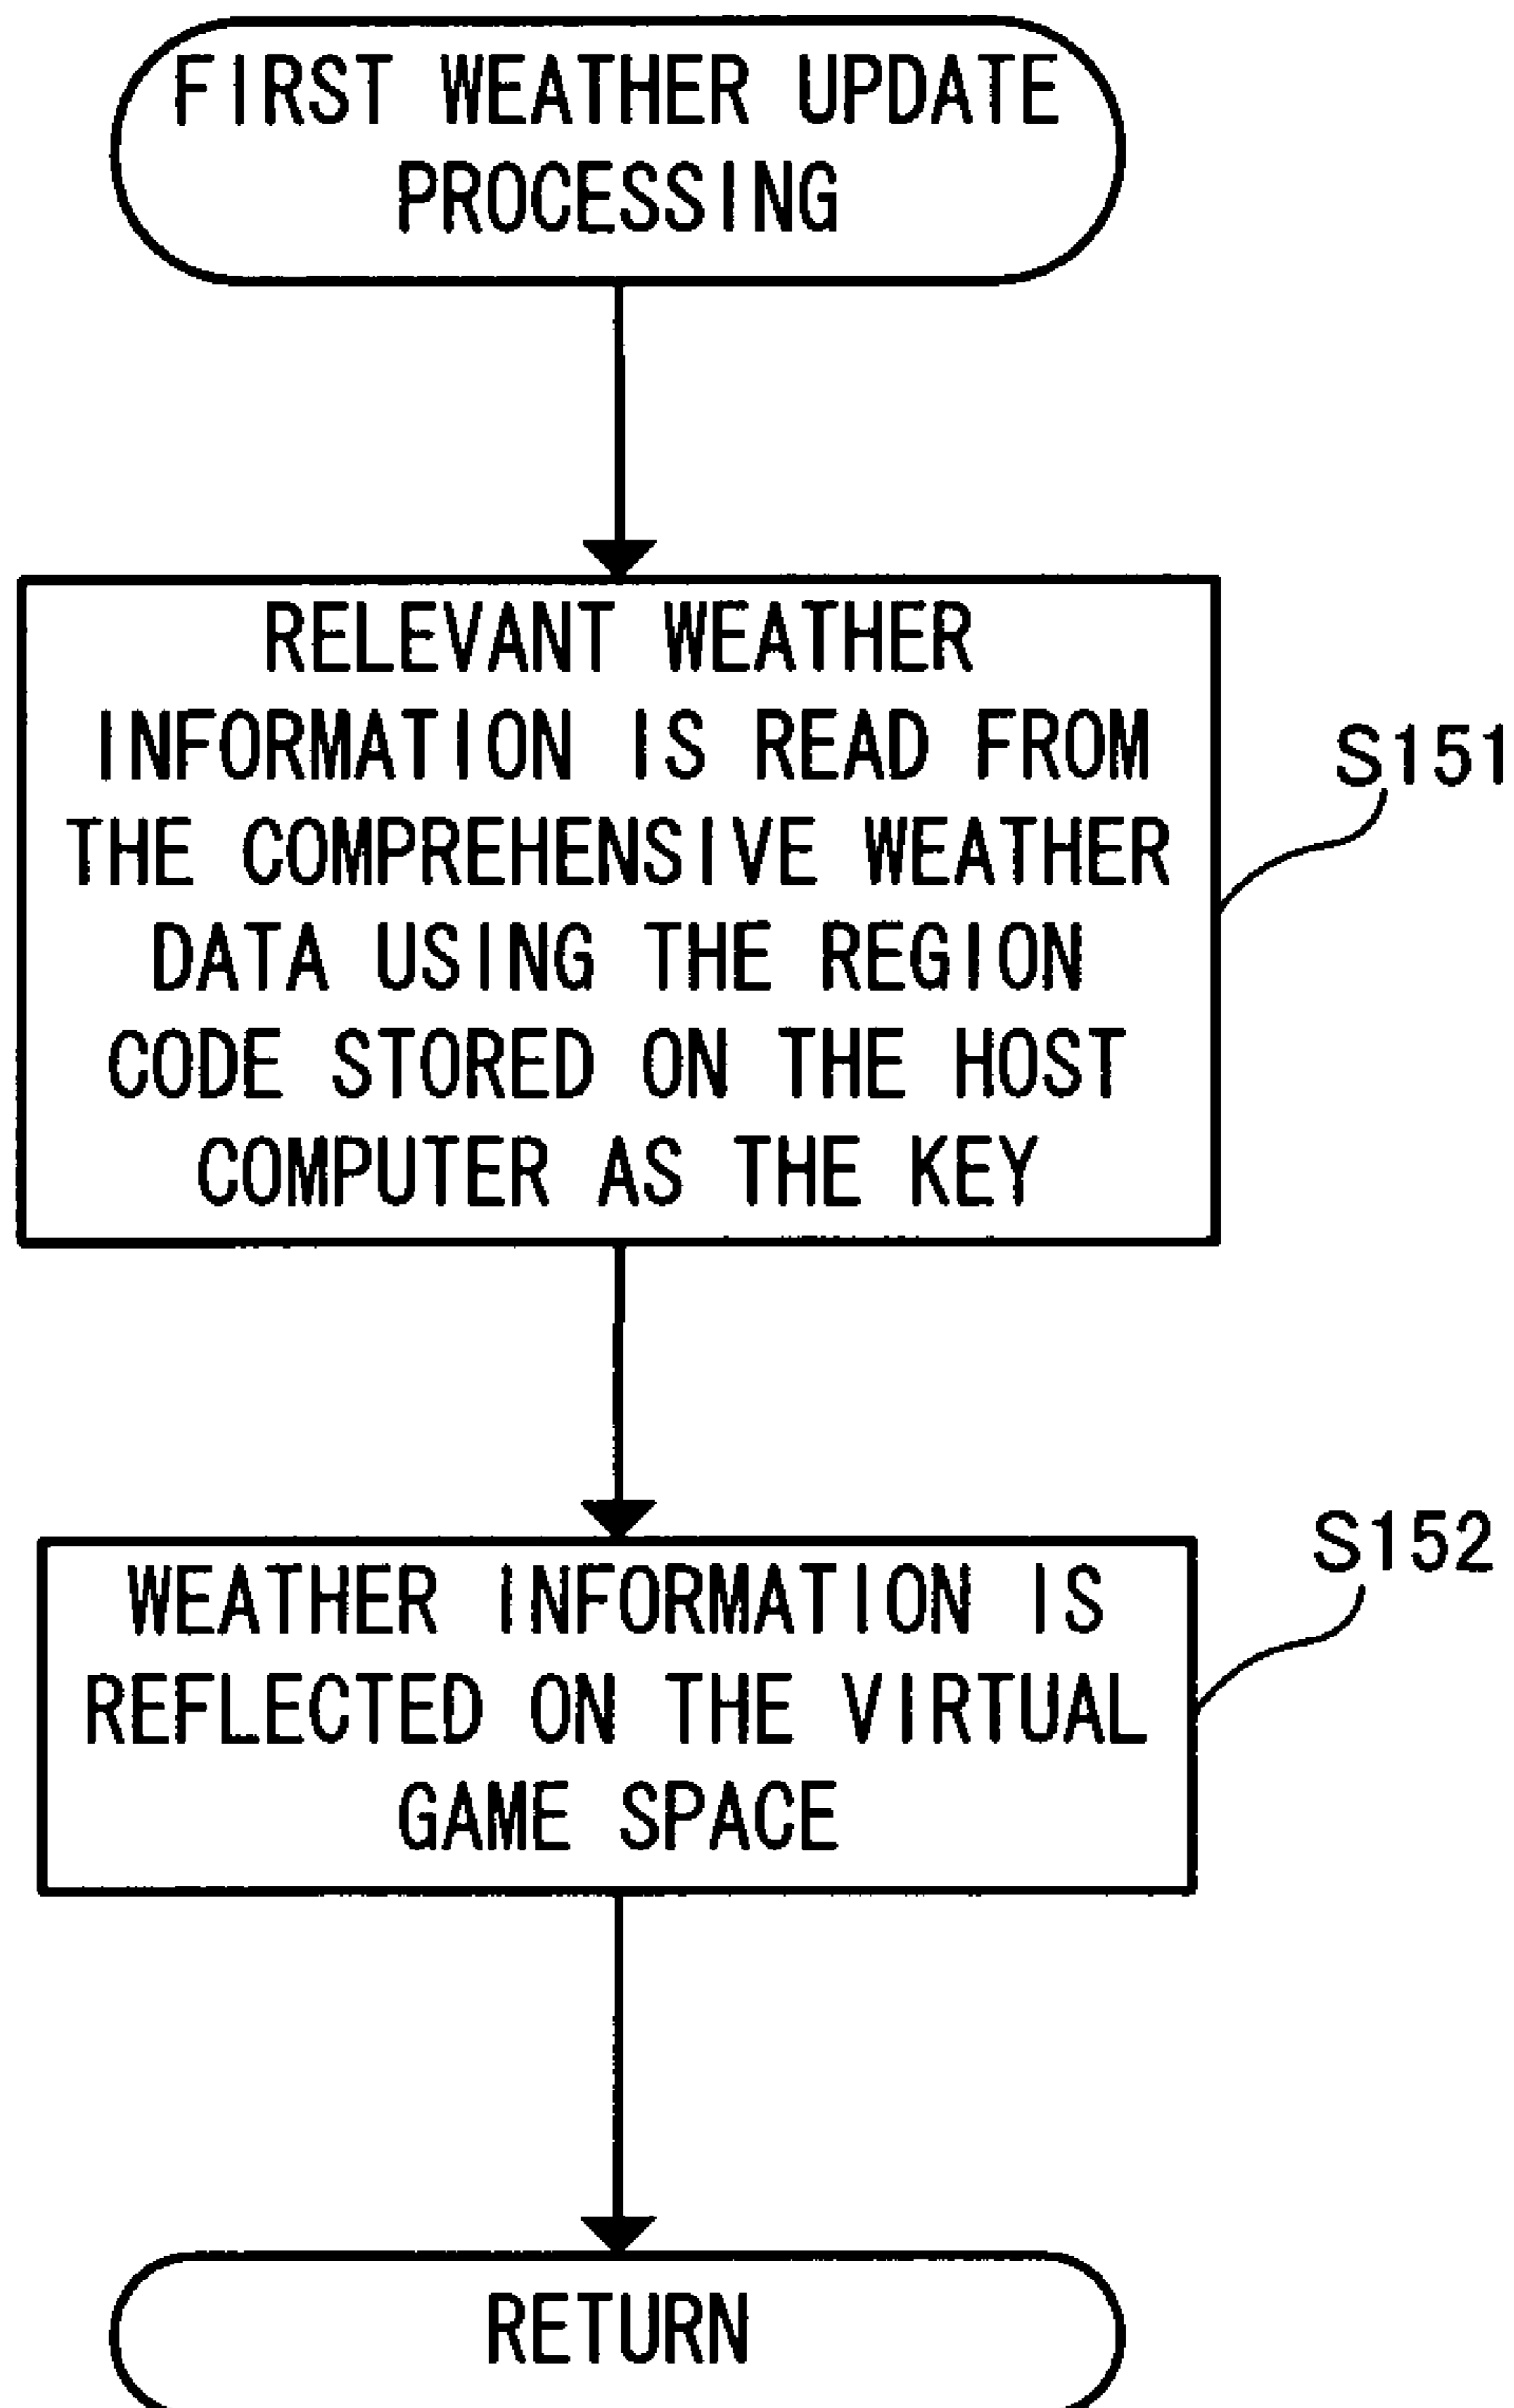 FIRST WEATHER UPDATE
PROCESSING
RELEVANT WEATHER
INFORMATION IS READ FROM
THE COMPREHENSIVE WEATHER
DATA USING THE REGION
CODE STORED ON THE HOST
COMPUTER AS THE KEY
S151
WEATHER INFORMATION IS
REFLECTED ON THE VIRTUAL
GAME SPACE
S152
RETURN